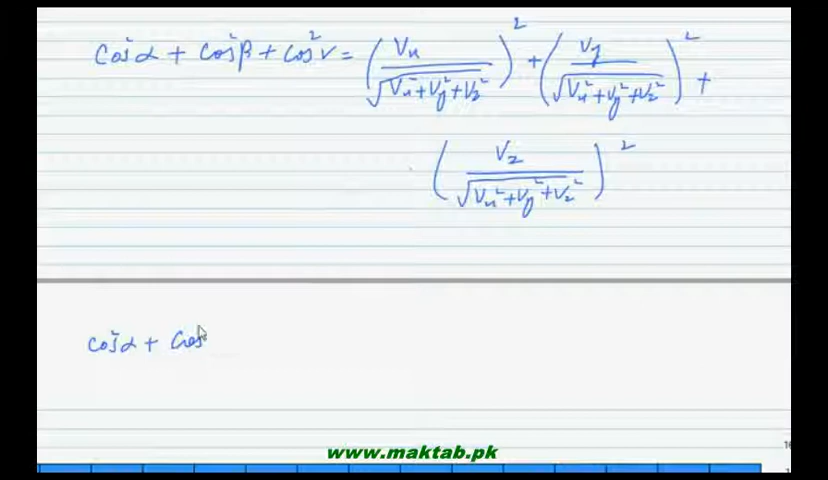 cos²α + cos²β + cos²γ = (Vx / √(Vx² + Vy² + Vz²))² + (Vy / √(Vx² + Vy² + Vz²))² +
(Vz / √(Vx² + Vy² + Vz²))²
cos²α + cos
www.maktab.pk